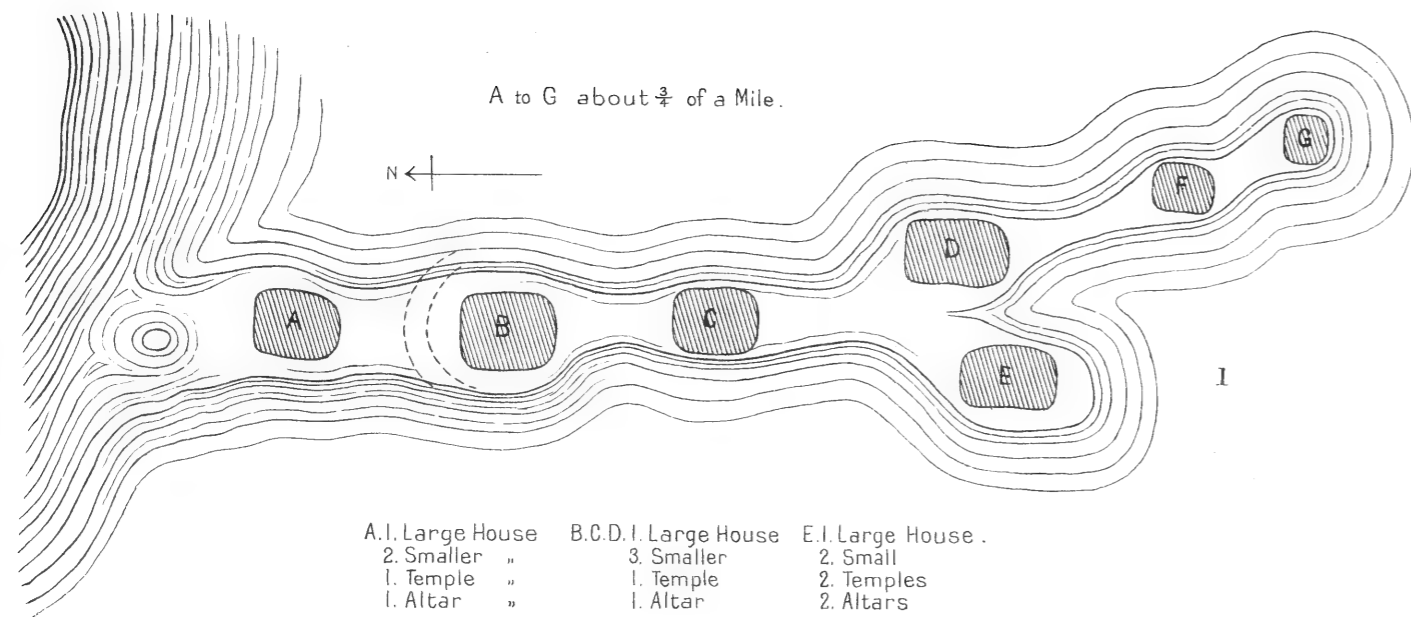 A to G about ¾ of a Mile.
N
G
F
D
A
B
C
E
1
A.1. Large House
2. Smaller „
1. Temple „
1. Altar „
B.C.D. 1. Large House
3. Smaller
1. Temple
1. Altar
E.1. Large House.
2. Small
2. Temples
2. Altars